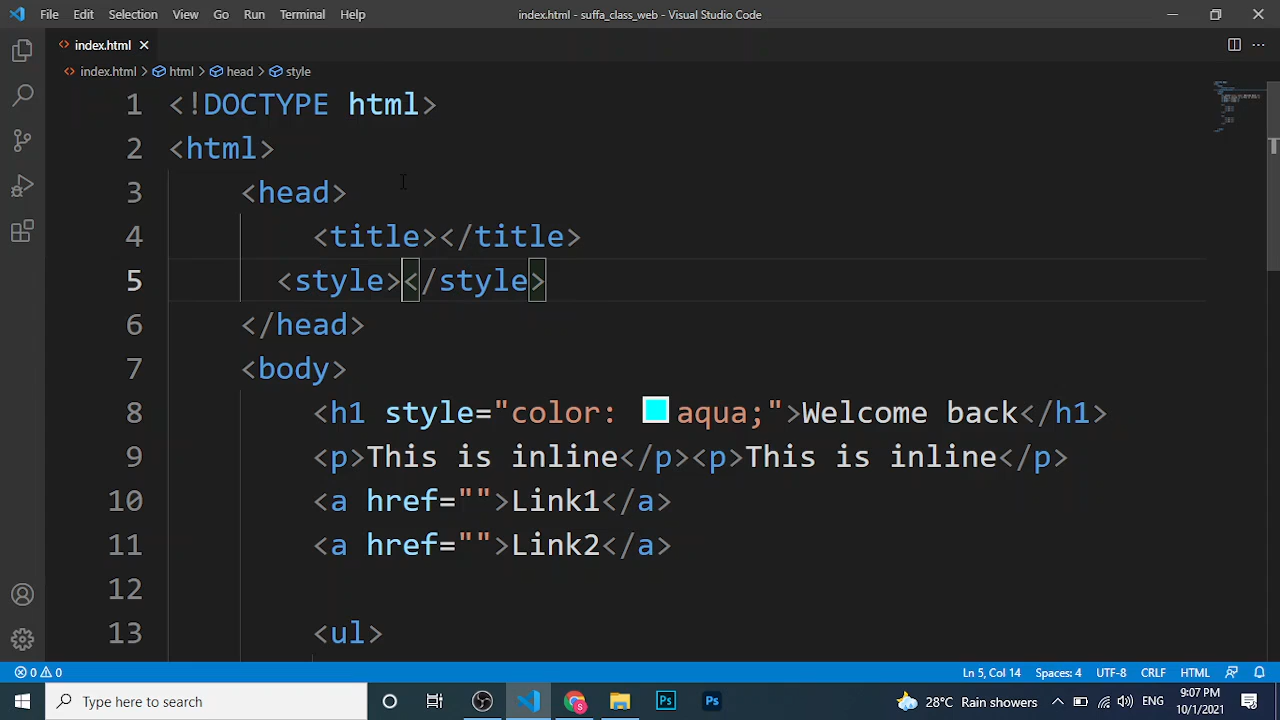 File Edit Selection View Go Run Terminal Help index.html - suffa_class_web - Visual Studio Code
index.html
index.html > html > head > style
1 <!DOCTYPE html>
2 <html>
3 <head>
4 <title></title>
5 <style></style>
6 </head>
7 <body>
8 <h1 style="color: aqua;">Welcome back</h1>
9 <p>This is inline</p><p>This is inline</p>
10 <a href="">Link1</a>
11 <a href="">Link2</a>
12
13 <ul>
0 0 Ln 5, Col 14 Spaces: 4 UTF-8 CRLF HTML
Type here to search S Ps Ps 28°C Rain showers ENG 9:07 PM
10/1/2021